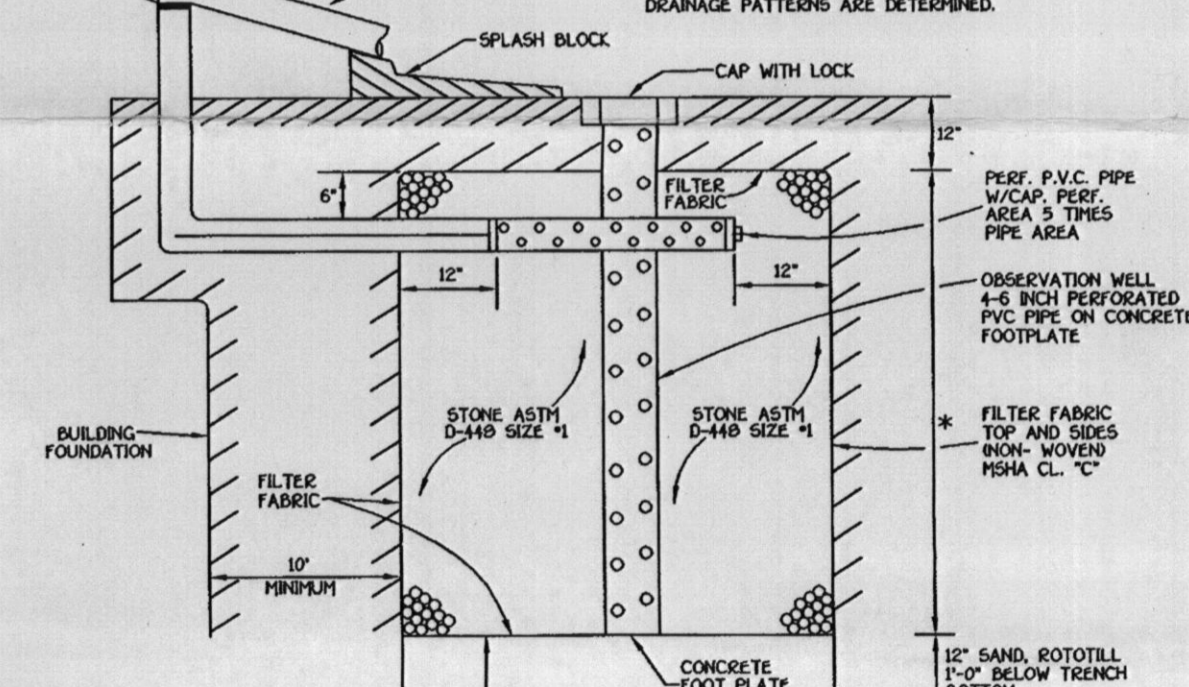 DRAINAGE PATTERNS ARE DETERMINED.
SPLASH BLOCK
CAP WITH LOCK
12"
6"
FILTER
FABRIC
PERF. P.V.C. PIPE
W/CAP. PERF.
AREA 5 TIMES
PIPE AREA
12"
12"
OBSERVATION WELL
4-6 INCH PERFORATED
PVC PIPE ON CONCRETE
FOOTPLATE
STONE ASTM
D-448 SIZE #1
STONE ASTM
D-448 SIZE #1
*
FILTER FABRIC
TOP AND SIDES
(NON- WOVEN)
MSHA CL. "C"
BUILDING
FOUNDATION
FILTER
FABRIC
10'
MINIMUM
12" SAND, ROTOTILL
1'-0" BELOW TRENCH
BOTTOM
CONCRETE
FOOT PLATE